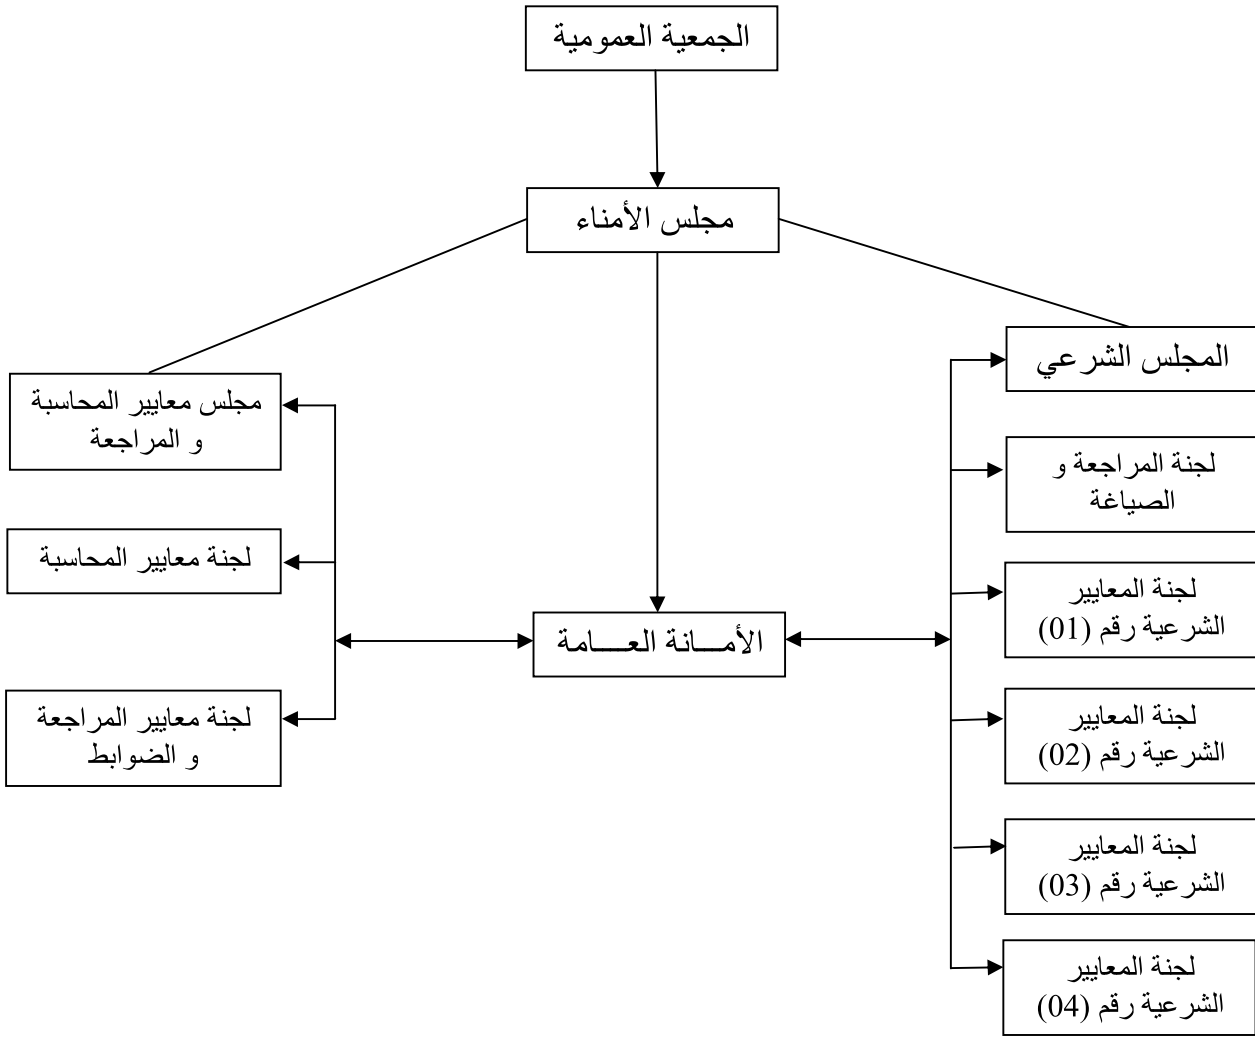 الجمعية العمومية
مجلس الأمناء
المجلس الشرعي
لجنة المراجعة و
الصياغة
لجنة المعايير
الشرعية رقم (01)
لجنة المعايير
الشرعية رقم (02)
لجنة المعايير
الشرعية رقم (03)
لجنة المعايير
الشرعية رقم (04)
الأمـــانة العــــامة
مجلس معايير المحاسبة
و المراجعة
لجنة معايير المحاسبة
لجنة معايير المراجعة
و الضوابط